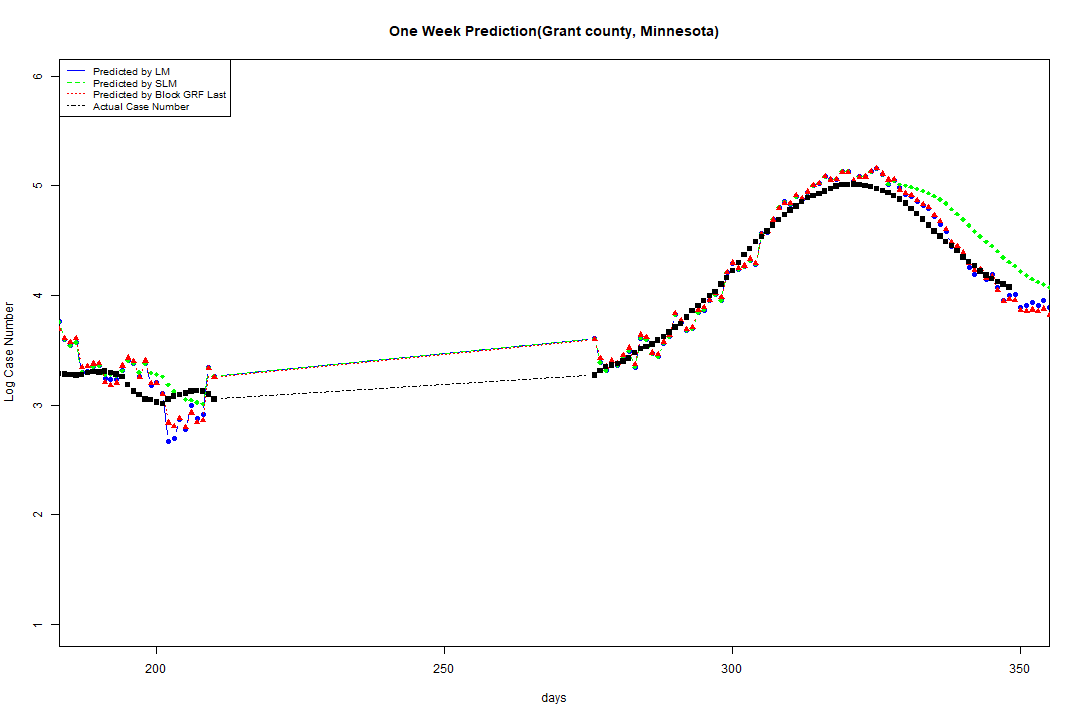 One Week Prediction(Grant county, Minnesota)
Predicted by LM
Predicted by SLM
Predicted by Block GRF Last
Actual Case Number
6
5
4
3
2
1
Log Case Number
200 250 300 350
days